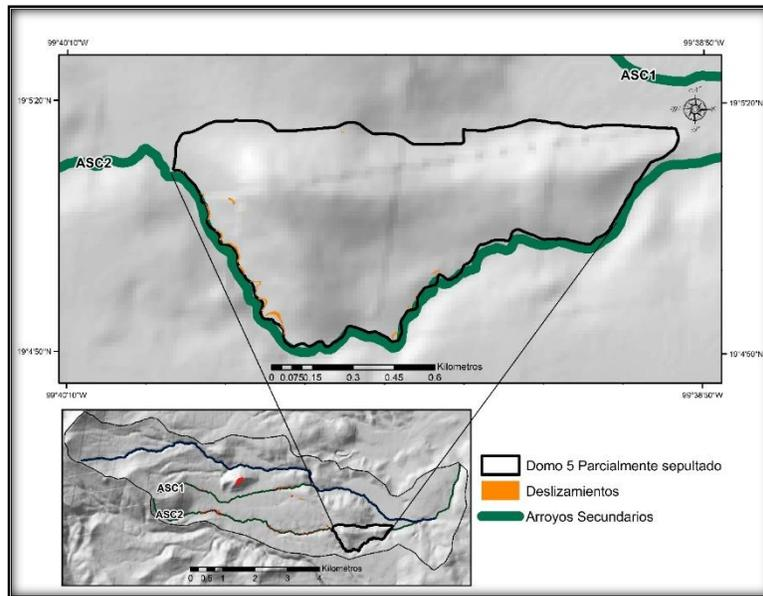 99°40'10"W
99°38'50"W
ASC1
19°5'20"N
19°5'20"N
ASC2
19°4'50"N
19°4'50"N
Kilometros
0 0.075 0.15 0.3 0.45 0.6
99°40'10"W
99°38'50"W
ASC1
ASC2
Kilometros
0 0.5 1 2 3 4
Domo 5 Parcialmente sepultado
Deslizamientos
Arroyos Secundarios